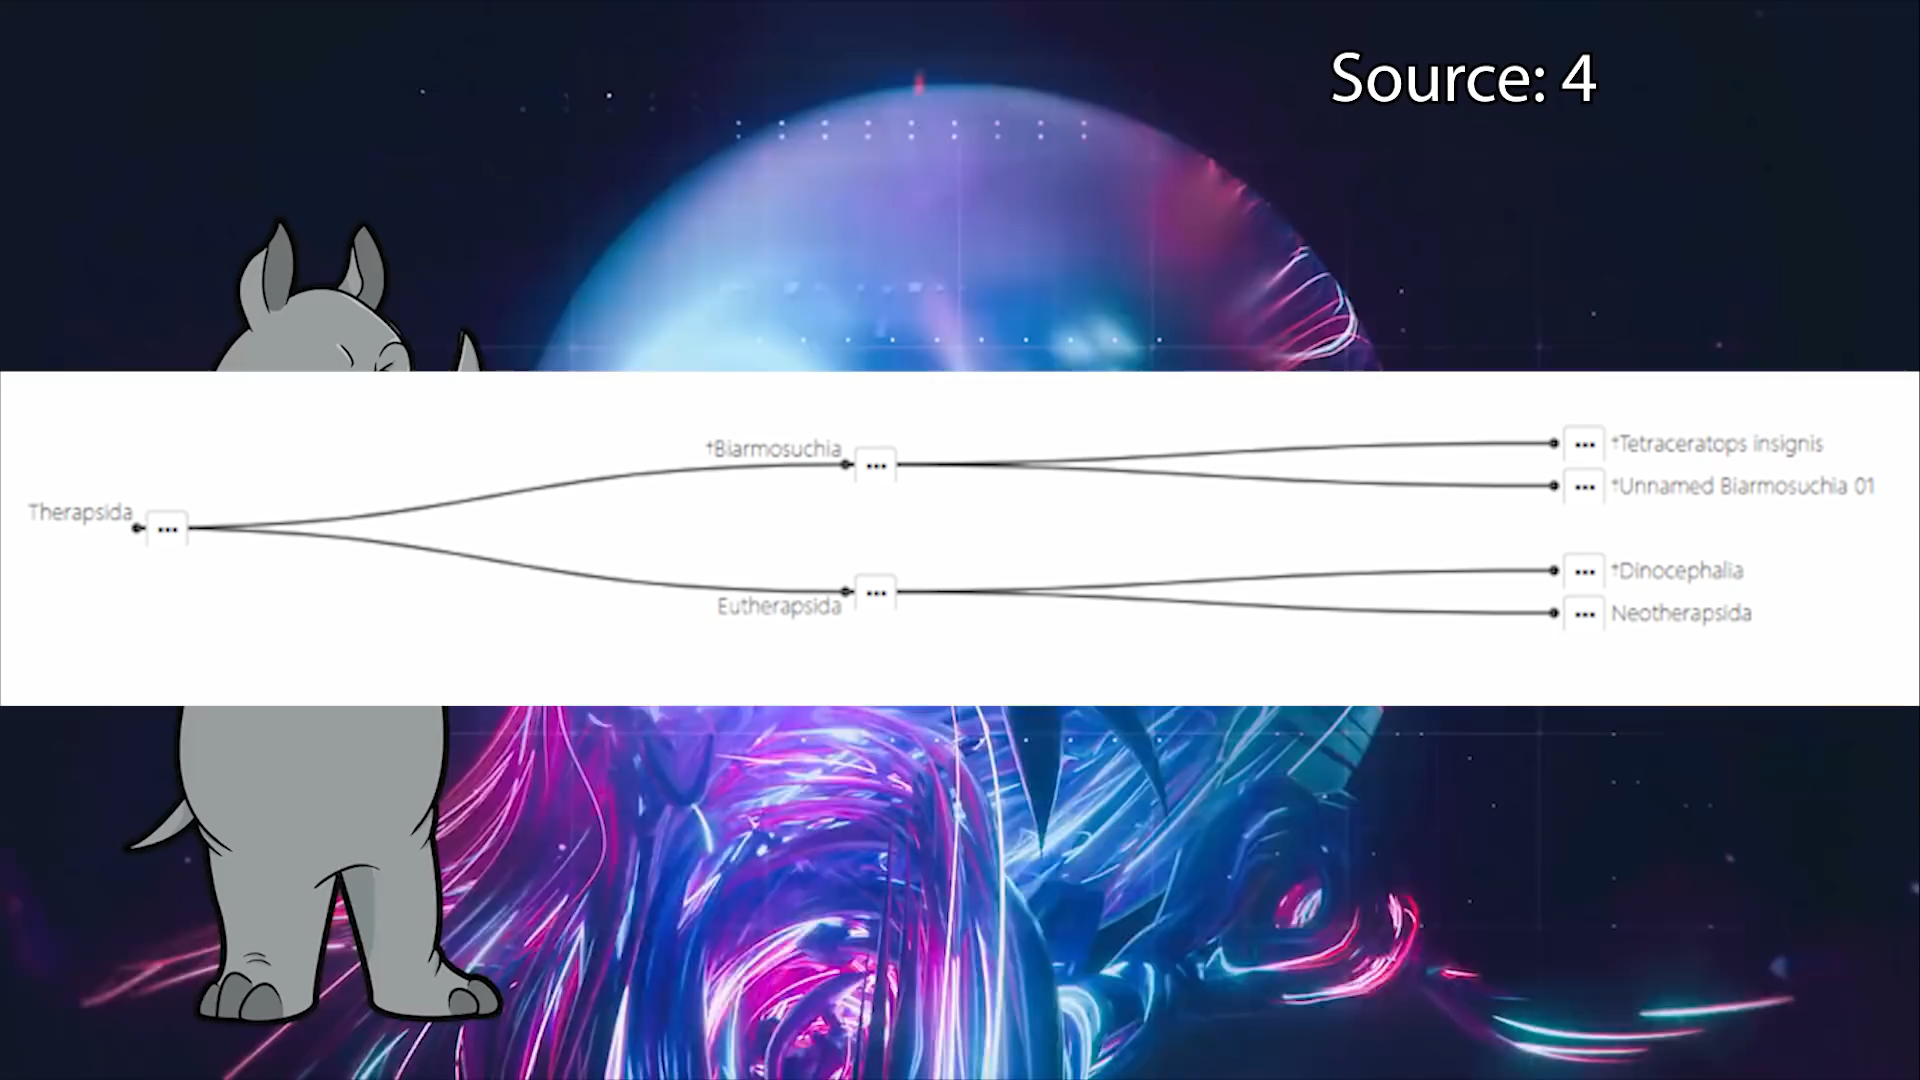 Source: 4
†Biarmosuchia
†Tetraceratops insignis
†Unnamed Biarmosuchia 01
Therapsida
†Dinocephalia
Eutherapsida
Neotherapsida